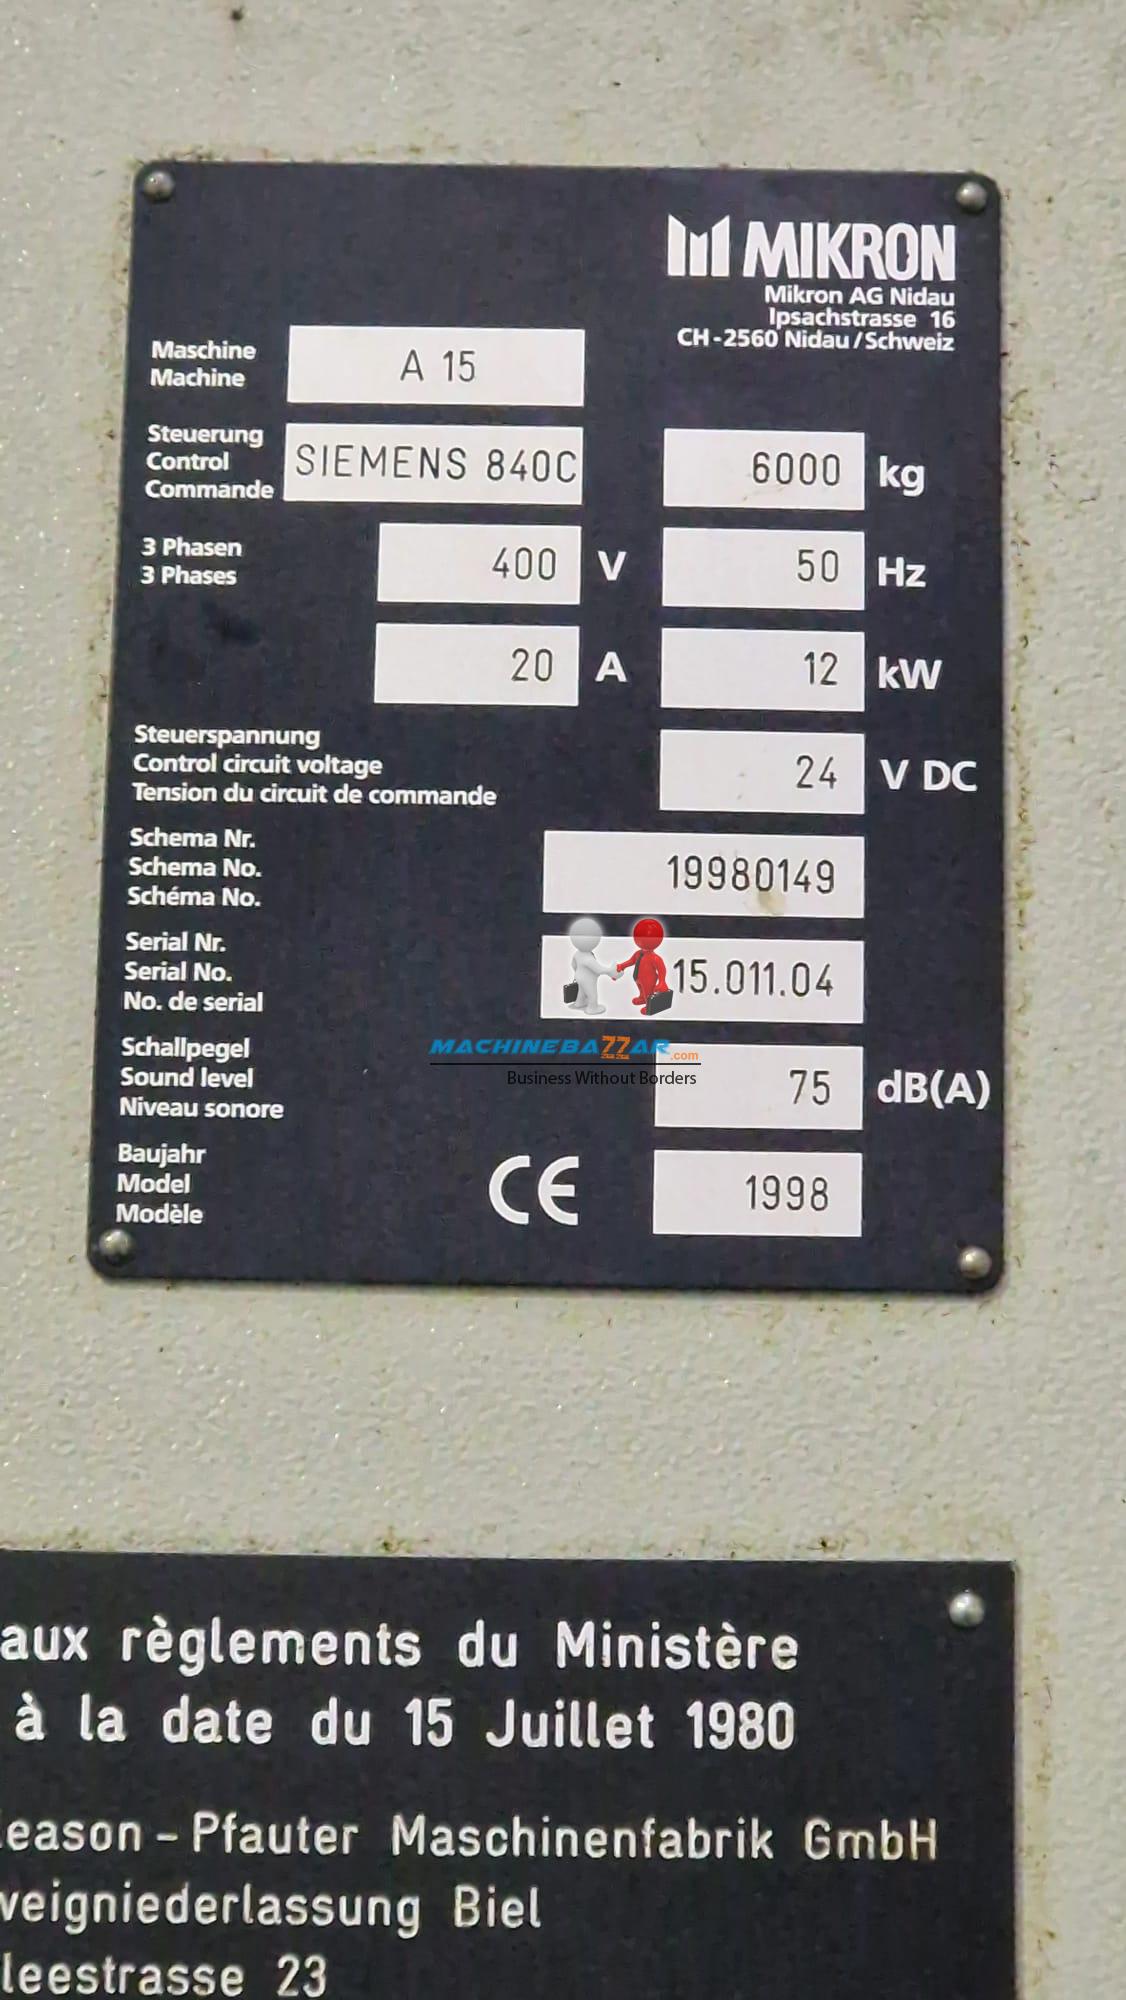 MIKRON
Mikron AG Nidau
Ipsachstrasse 16
CH-2560 Nidau/Schweiz
Maschine
Machine
A 15
Steuerung
Control
Commande
SIEMENS 840C
6000 kg
3 Phasen
3 Phases
400 V
50 Hz
20 A
12 kW
Steuerspannung
Control circuit voltage
Tension du circuit de commande
24 V DC
Schema Nr.
Schema No.
Schéma No.
19980149
Serial Nr.
Serial No.
No. de serial
15.011.04
MACHINEBAZZAR.com
Business Without Borders
Schallpegel
Sound level
Niveau sonore
75 dB(A)
Baujahr
Model
Modèle
CE
1998
aux règlements du Ministère
à la date du 15 Juillet 1980
leason - Pfauter Maschinenfabrik GmbH
weigniederlassung Biel
leestrasse 23